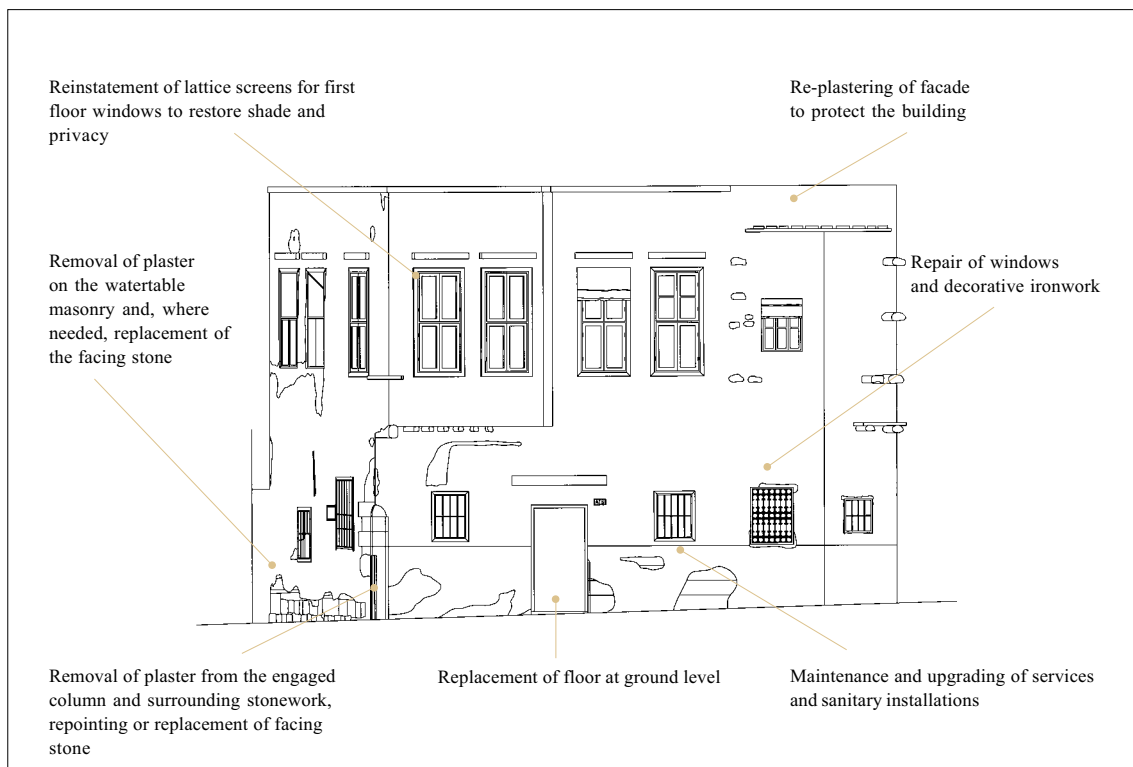 Reinstatement of lattice screens for first
floor windows to restore shade and
privacy
Re-plastering of facade
to protect the building
Removal of plaster
on the watertable
masonry and, where
needed, replacement of
the facing stone
Repair of windows
and decorative ironwork
Removal of plaster from the engaged
column and surrounding stonework,
repointing or replacement of facing
stone
Replacement of floor at ground level
Maintenance and upgrading of services
and sanitary installations